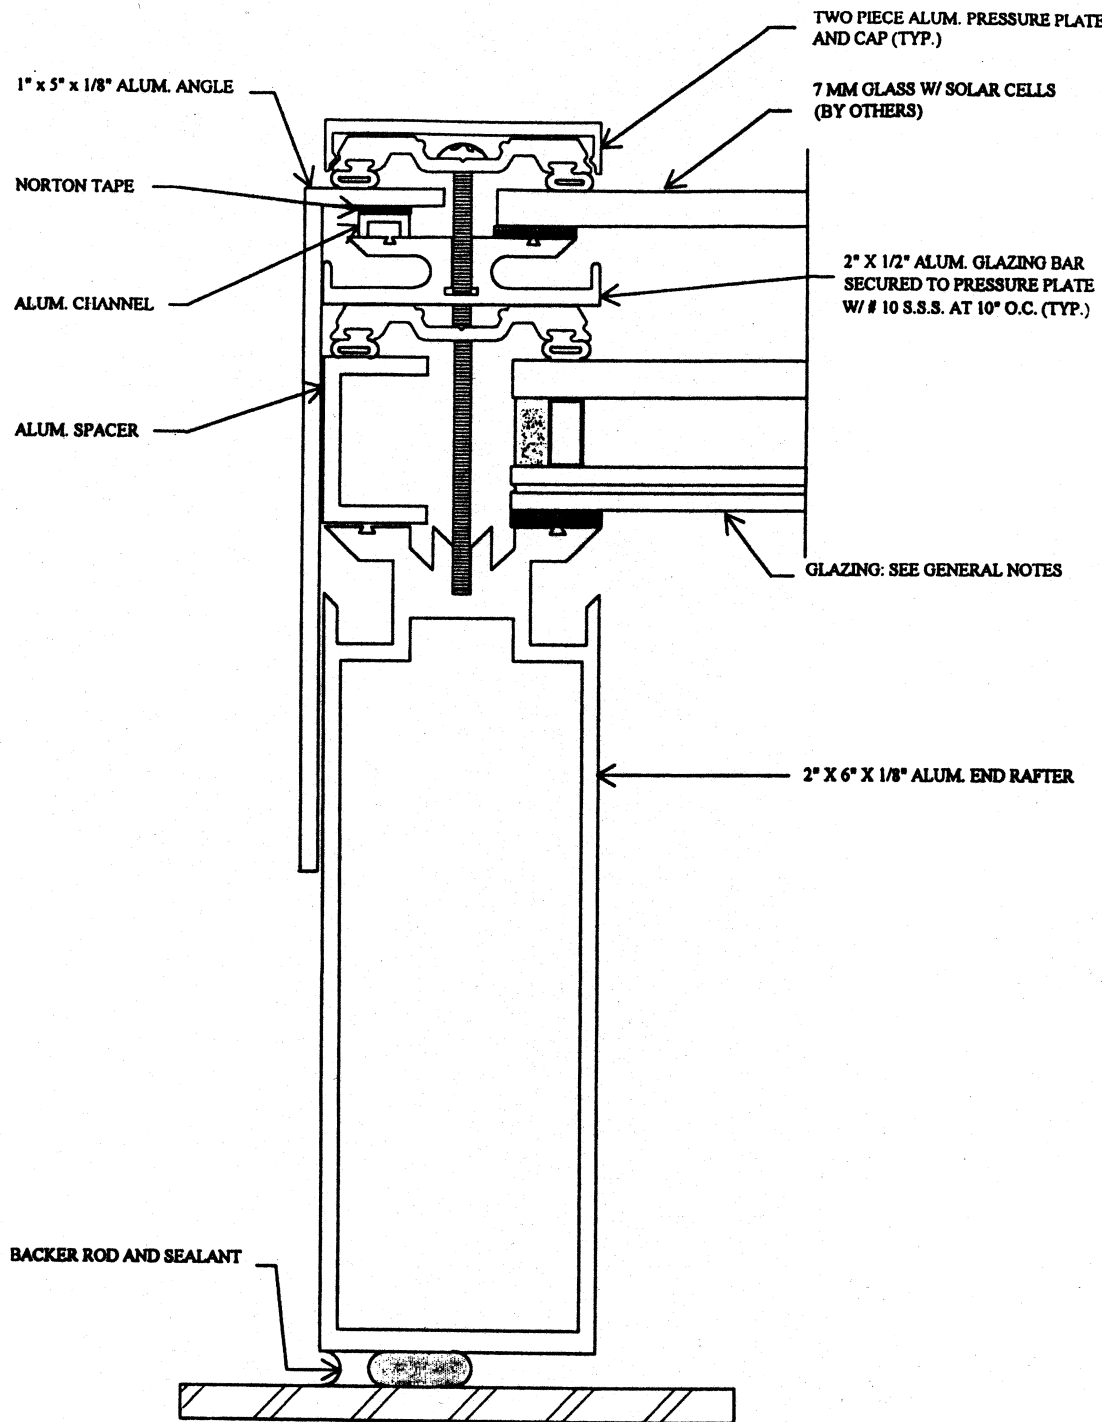 TWO PIECE ALUM. PRESSURE PLATE
AND CAP (TYP.)
1" x 5" x 1/8" ALUM. ANGLE
7 MM GLASS W/ SOLAR CELLS
(BY OTHERS)
NORTON TAPE
2" X 1/2" ALUM. GLAZING BAR
SECURED TO PRESSURE PLATE
W/ # 10 S.S.S. AT 10" O.C. (TYP.)
ALUM. CHANNEL
ALUM. SPACER
GLAZING: SEE GENERAL NOTES
2" X 6" X 1/8" ALUM. END RAFTER
BACKER ROD AND SEALANT